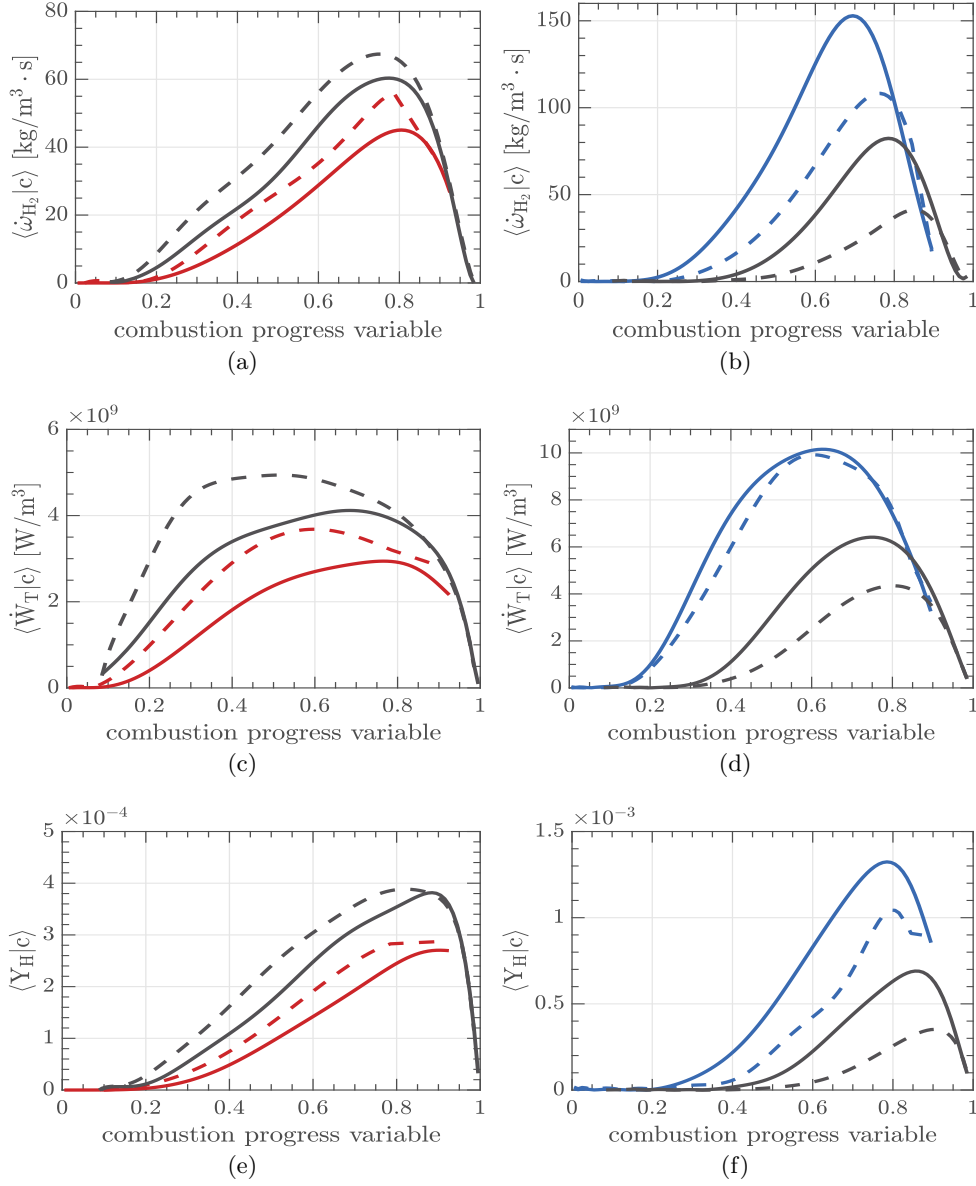 80
60
40
20
0
⟨ω̇_H₂|c⟩ [kg/m³ · s]
0 0.2 0.4 0.6 0.8 1
combustion progress variable
(a)
150
100
50
0
⟨ω̇_H₂|c⟩ [kg/m³ · s]
0 0.2 0.4 0.6 0.8 1
combustion progress variable
(b)
×10⁹
6
4
2
0
⟨Ẇ_T|c⟩ [W/m³]
0 0.2 0.4 0.6 0.8 1
combustion progress variable
(c)
×10⁹
10
8
6
4
2
0
⟨Ẇ_T|c⟩ [W/m³]
0 0.2 0.4 0.6 0.8 1
combustion progress variable
(d)
×10⁻⁴
5
4
3
2
1
0
⟨Y_H|c⟩
0 0.2 0.4 0.6 0.8 1
combustion progress variable
(e)
×10⁻³
1.5
1
0.5
0
⟨Y_H|c⟩
0 0.2 0.4 0.6 0.8 1
combustion progress variable
(f)